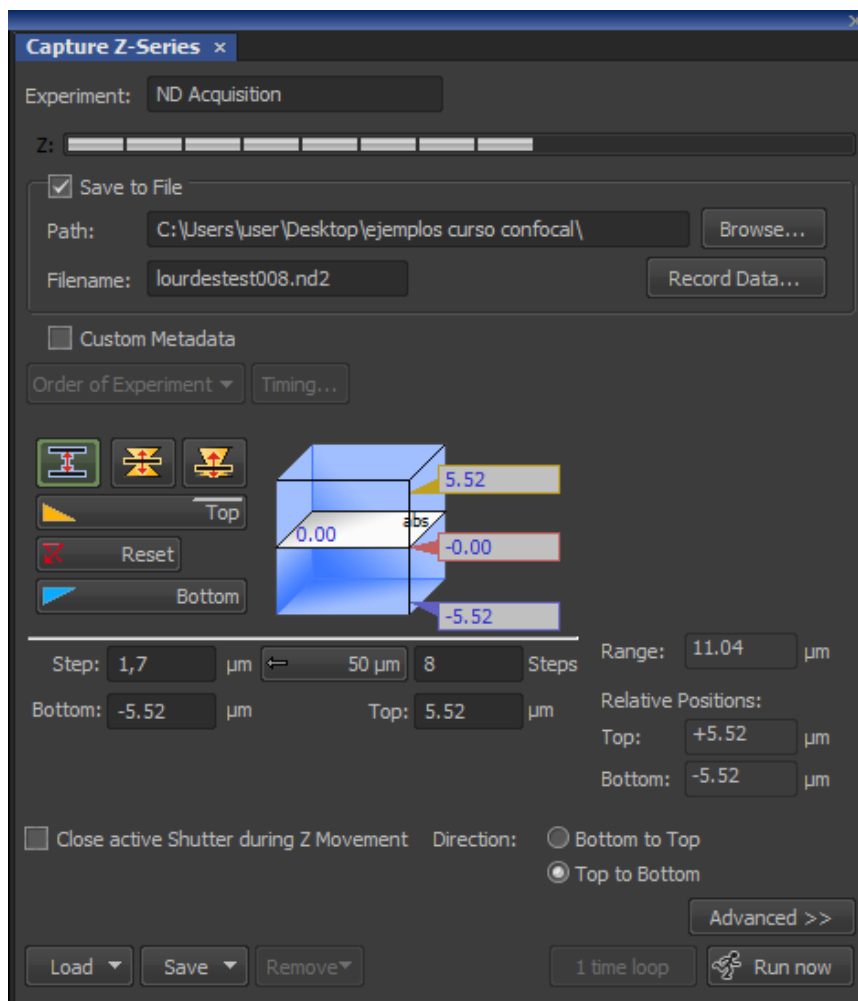 Capture Z-Series ×
Experiment: ND Acquisition
Z:
Save to File
Path: C:\Users\user\Desktop\ejemplos curso confocal\ Browse...
Filename: lourdestest008.nd2 Record Data...
Custom Metadata
Order of Experiment Timing...
5.52
Top abs
0.00 -0.00
Reset
Bottom
-5.52
Step: 1,7 µm 50 µm 8 Steps Range: 11.04 µm
Bottom: -5.52 µm Top: 5.52 µm Relative Positions:
Top: +5.52 µm
Bottom: -5.52 µm
Close active Shutter during Z Movement Direction: Bottom to Top
Top to Bottom
Advanced >>
Load Save Remove 1 time loop Run now